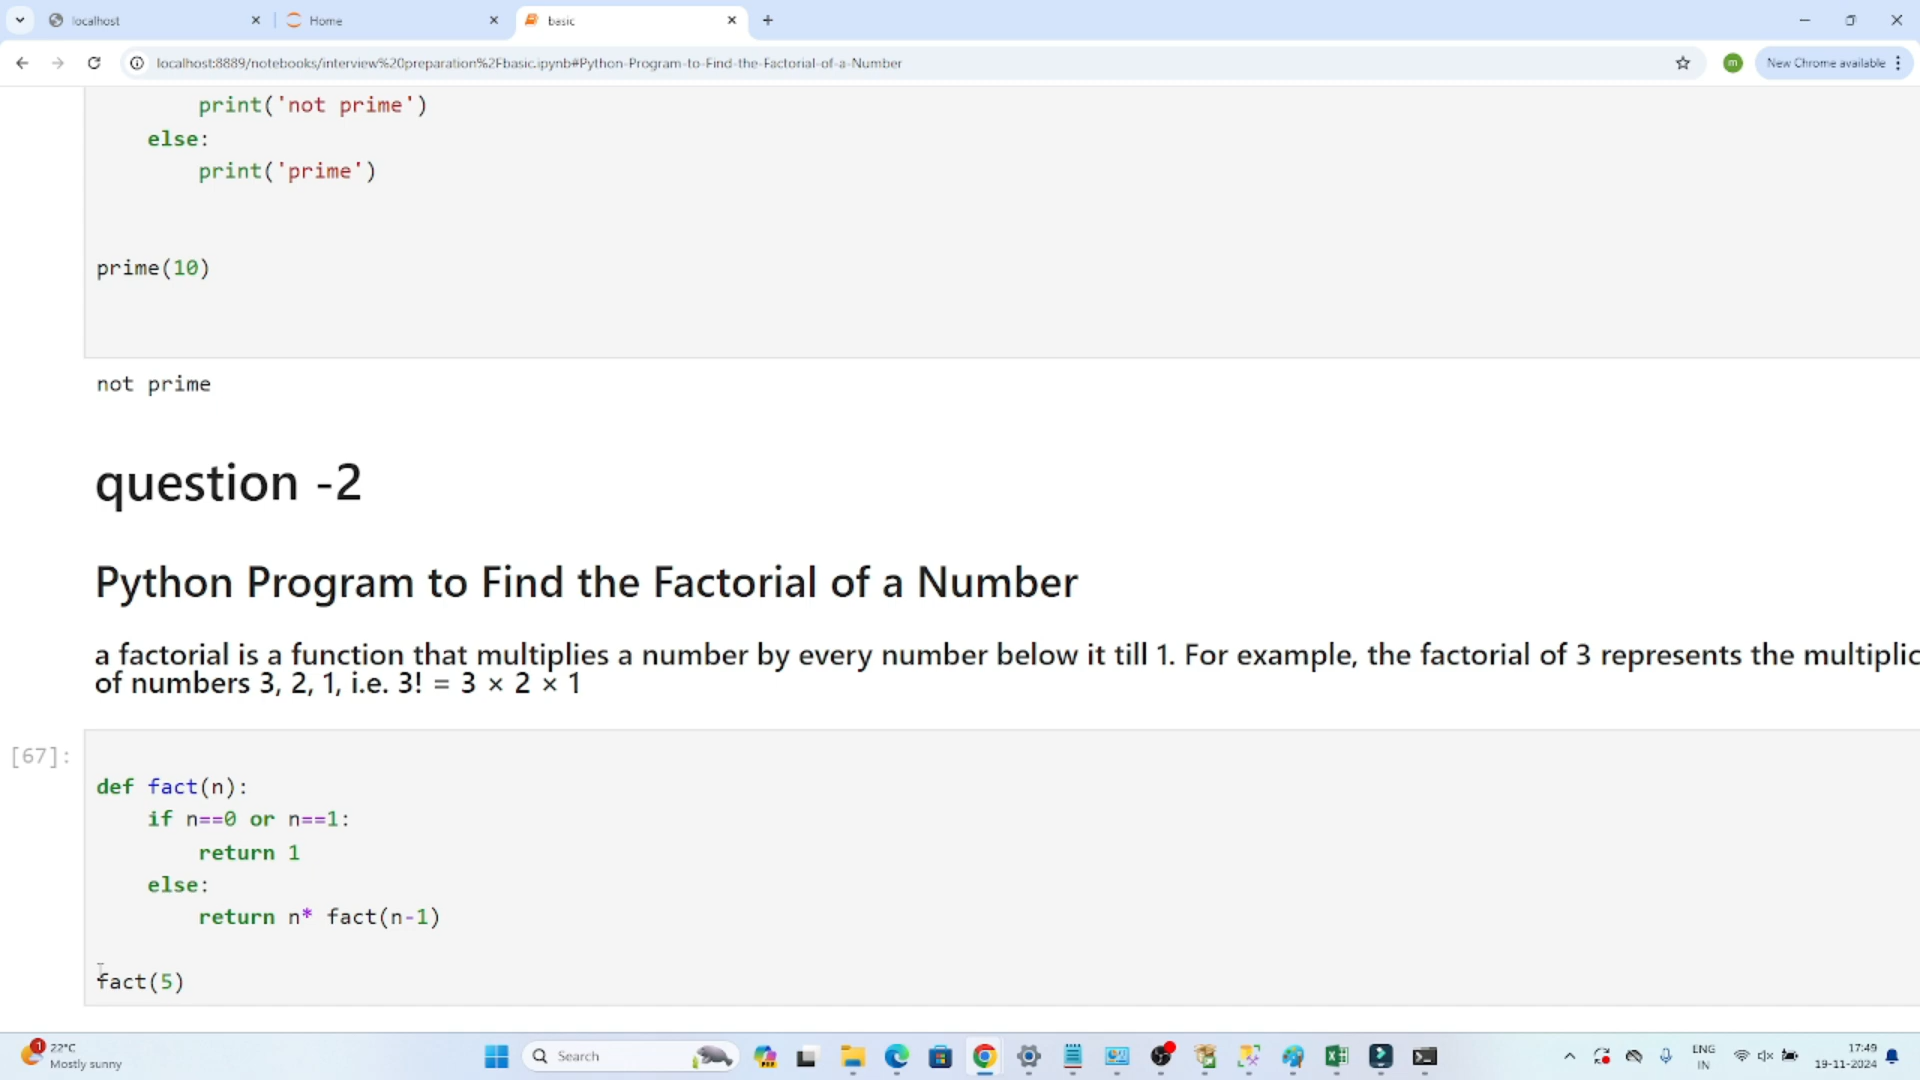 localhost
Home
basic
localhost:8889/notebooks/interview%20preparation%2Fbasic.ipynb#Python-Program-to-Find-the-Factorial-of-a-Number
m
New Chrome available
print('not prime')
else:
print('prime')
prime(10)
not prime
question -2
Python Program to Find the Factorial of a Number
a factorial is a function that multiplies a number by every number below it till 1. For example, the factorial of 3 represents the multiplic
of numbers 3, 2, 1, i.e. 3! = 3 × 2 × 1
[67]:
def fact(n):
if n==0 or n==1:
return 1
else:
return n* fact(n-1)
fact(5)
1
22°C
Mostly sunny
Search
ENG
IN
17:49
19-11-2024